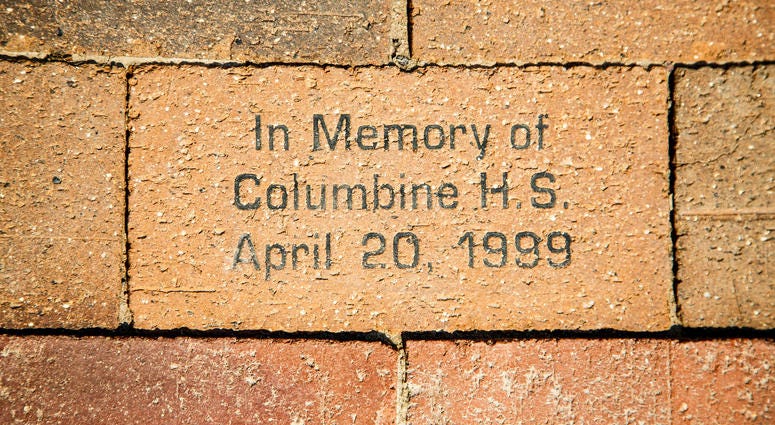 In Memory of
Columbine H.S.
April 20, 1999